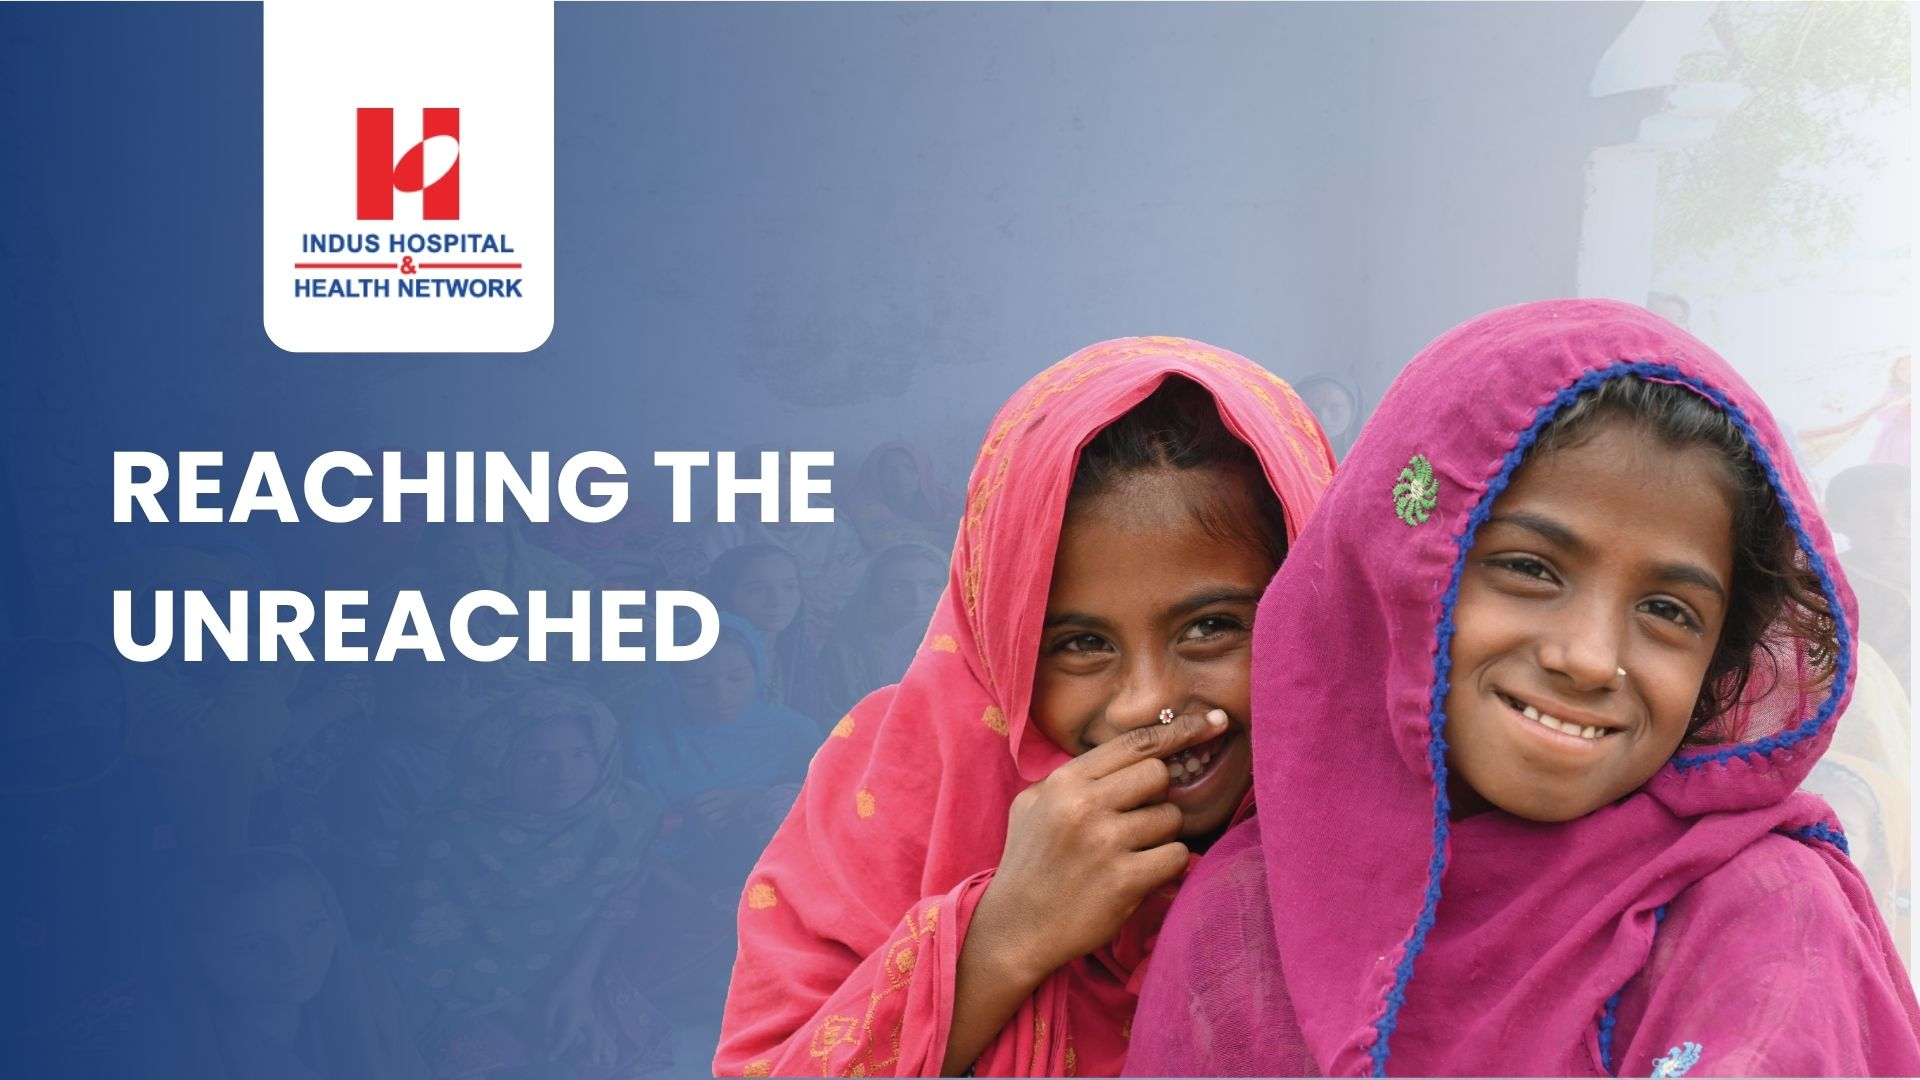 INDUS HOSPITAL
&
HEALTH NETWORK
REACHING THE
UNREACHED